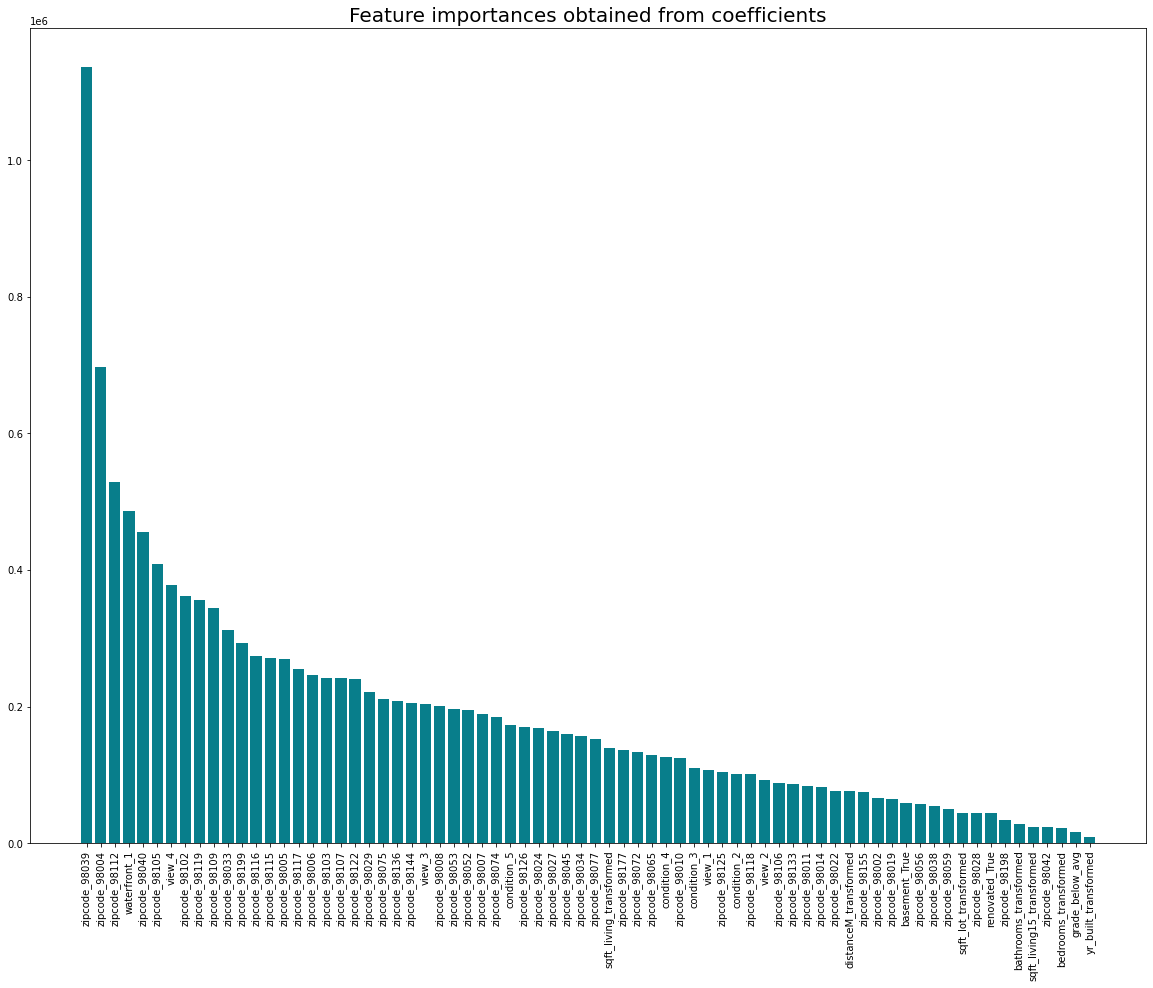 Feature importances obtained from coefficients
1e6
1.0
0.8
0.6
0.4
0.2
0.0
zipcode_98039
zipcode_98004
zipcode_98112
waterfront_1
zipcode_98040
zipcode_98105
view_4
zipcode_98102
zipcode_98119
zipcode_98109
zipcode_98033
zipcode_98199
zipcode_98116
zipcode_98115
zipcode_98005
zipcode_98117
zipcode_98006
zipcode_98103
zipcode_98107
zipcode_98122
zipcode_98029
zipcode_98075
zipcode_98136
zipcode_98144
view_3
zipcode_98008
zipcode_98053
zipcode_98052
zipcode_98007
zipcode_98074
condition_5
zipcode_98126
zipcode_98024
zipcode_98027
zipcode_98045
zipcode_98034
zipcode_98077
sqft_living_transformed
zipcode_98177
zipcode_98072
zipcode_98065
condition_4
zipcode_98010
condition_3
view_1
zipcode_98125
condition_2
zipcode_98118
view_2
zipcode_98106
zipcode_98133
zipcode_98011
zipcode_98014
zipcode_98022
distanceM_transformed
zipcode_98155
zipcode_98002
zipcode_98019
basement_True
zipcode_98056
zipcode_98038
zipcode_98059
sqft_lot_transformed
zipcode_98028
renovated_True
zipcode_98198
bathrooms_transformed
sqft_living15_transformed
zipcode_98042
bedrooms_transformed
grade_below_avg
yr_built_transformed